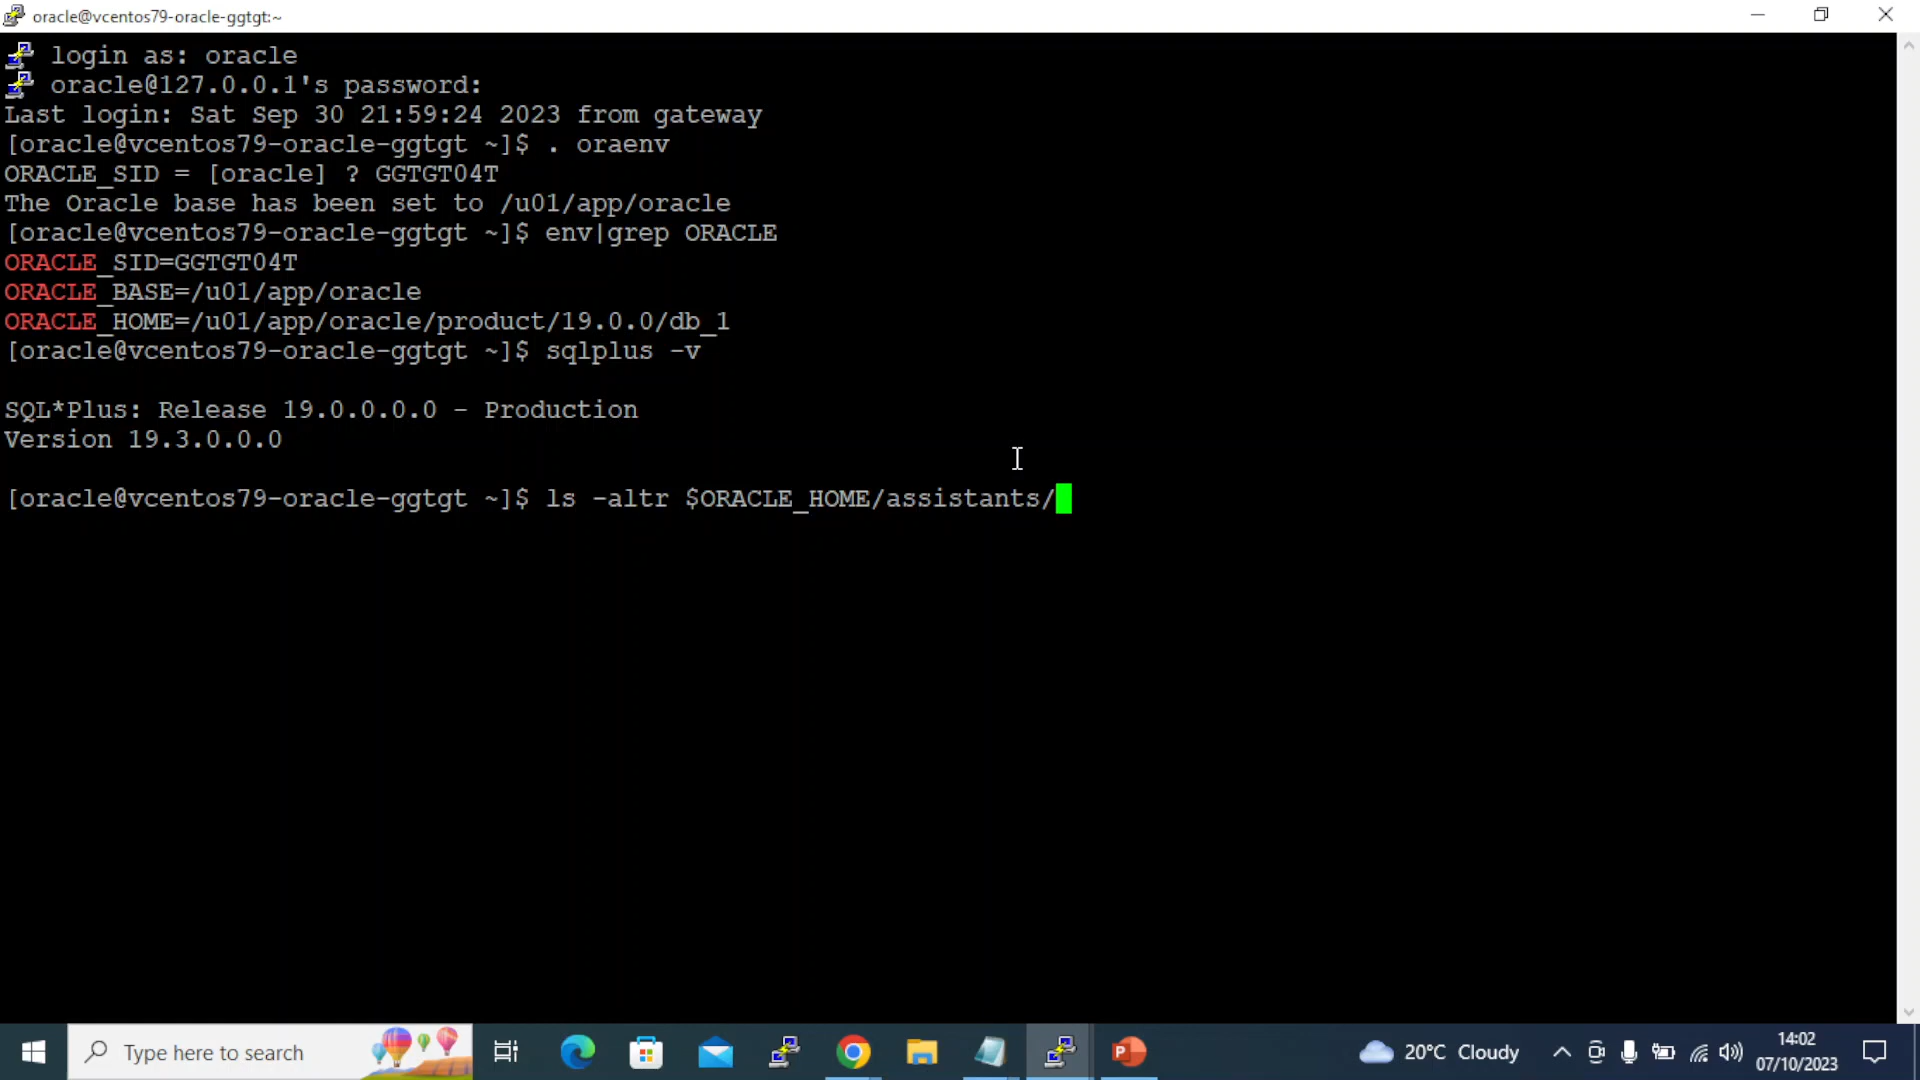 oracle@vcentos79-oracle-ggtgt:~
login as: oracle
oracle@127.0.0.1's password:
Last login: Sat Sep 30 21:59:24 2023 from gateway
[oracle@vcentos79-oracle-ggtgt ~]$ . oraenv
ORACLE_SID = [oracle] ? GGTGT04T
The Oracle base has been set to /u01/app/oracle
[oracle@vcentos79-oracle-ggtgt ~]$ env|grep ORACLE
ORACLE_SID=GGTGT04T
ORACLE_BASE=/u01/app/oracle
ORACLE_HOME=/u01/app/oracle/product/19.0.0/db_1
[oracle@vcentos79-oracle-ggtgt ~]$ sqlplus -v
SQL*Plus: Release 19.0.0.0.0 - Production
Version 19.3.0.0.0
[oracle@vcentos79-oracle-ggtgt ~]$ ls -altr $ORACLE_HOME/assistants/
Type here to search
20°C Cloudy
14:02
07/10/2023